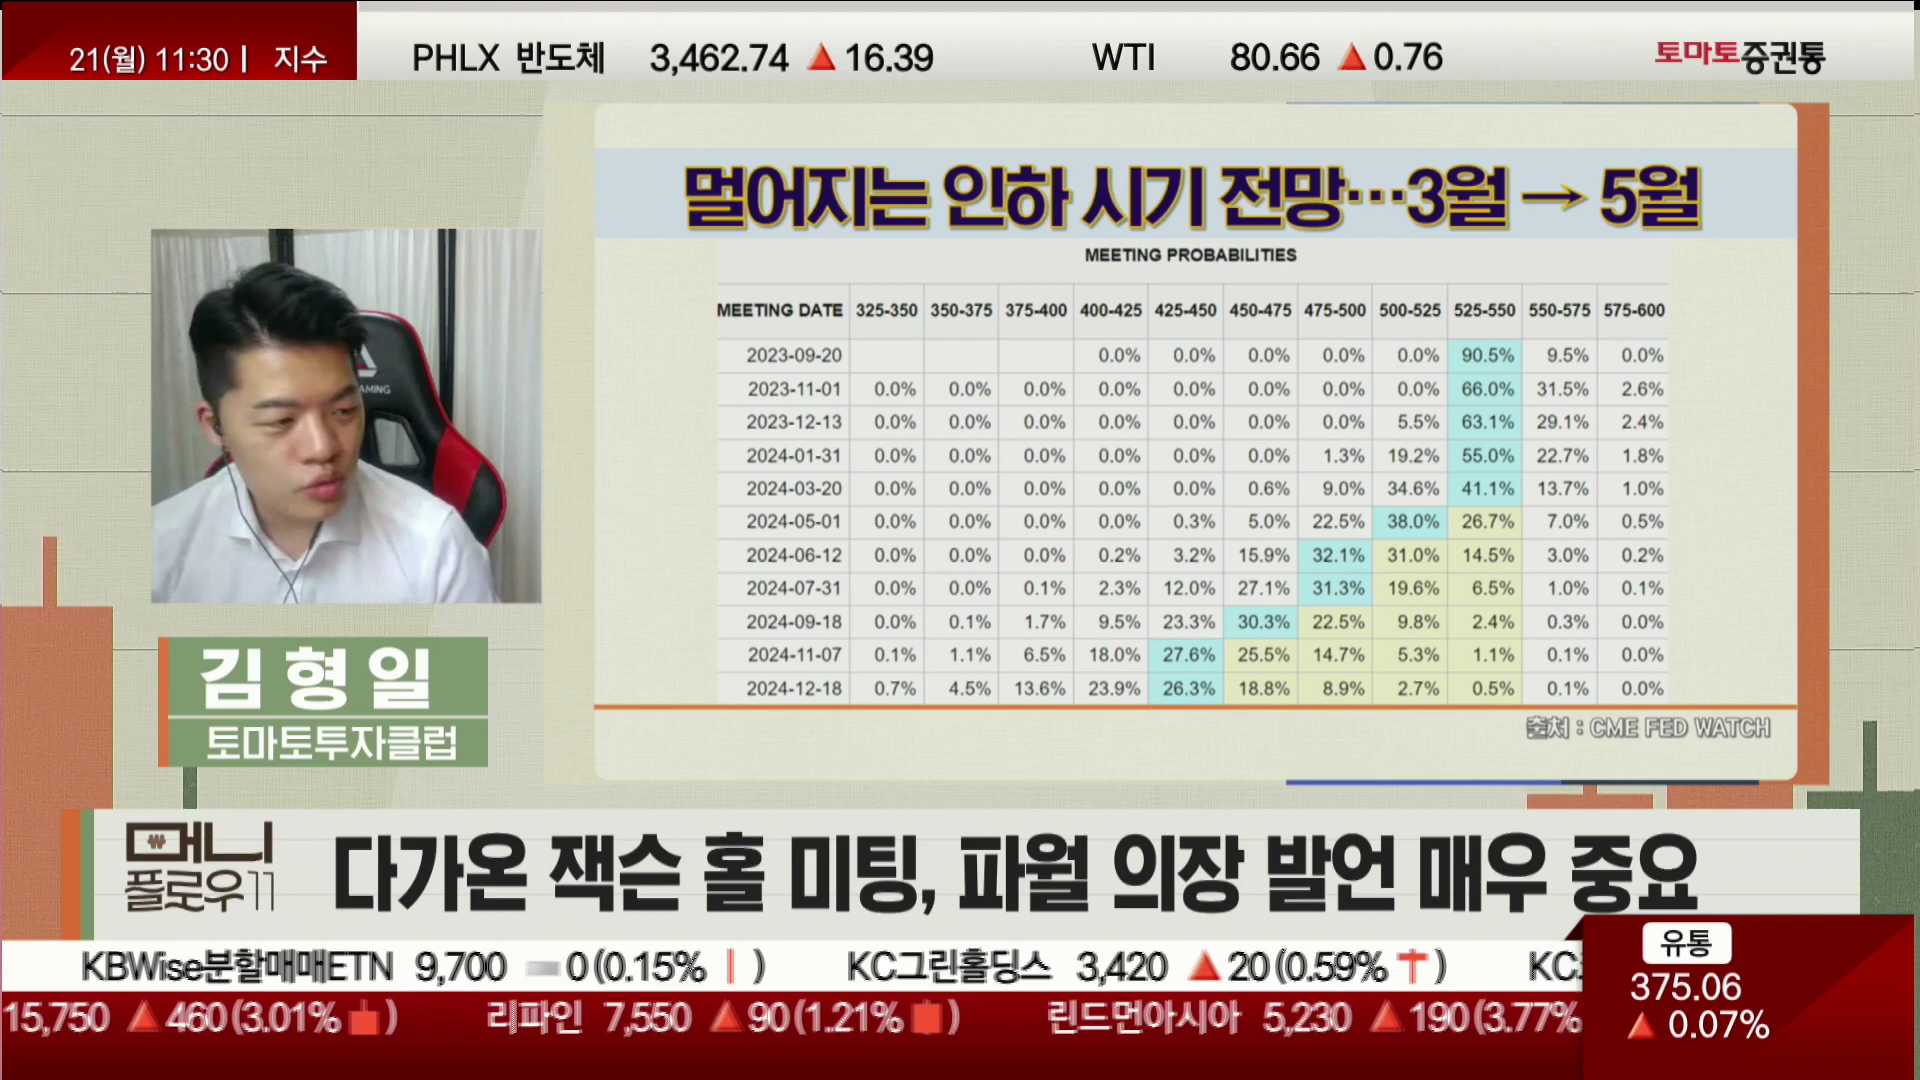 21(월) 11:30 | 지수
PHLX 반도체 3,462.74 ▲ 16.39 WTI 80.66 ▲ 0.76
토마토증권통
멀어지는 인하 시기 전망…3월 → 5월
MEETING PROBABILITIES
MEETING DATE 325-350 350-375 375-400 400-425 425-450 450-475 475-500 500-525 525-550 550-575 575-600
2023-09-20 0.0% 0.0% 0.0% 0.0% 0.0% 90.5% 9.5% 0.0%
2023-11-01 0.0% 0.0% 0.0% 0.0% 0.0% 0.0% 0.0% 0.0% 66.0% 31.5% 2.6%
2023-12-13 0.0% 0.0% 0.0% 0.0% 0.0% 0.0% 0.0% 5.5% 63.1% 29.1% 2.4%
2024-01-31 0.0% 0.0% 0.0% 0.0% 0.0% 0.0% 1.3% 19.2% 55.0% 22.7% 1.8%
2024-03-20 0.0% 0.0% 0.0% 0.0% 0.0% 0.6% 9.0% 34.6% 41.1% 13.7% 1.0%
2024-05-01 0.0% 0.0% 0.0% 0.0% 0.3% 5.0% 22.5% 38.0% 26.7% 7.0% 0.5%
2024-06-12 0.0% 0.0% 0.0% 0.2% 3.2% 15.9% 32.1% 31.0% 14.5% 3.0% 0.2%
2024-07-31 0.0% 0.0% 0.1% 2.3% 12.0% 27.1% 31.3% 19.6% 6.5% 1.0% 0.1%
2024-09-18 0.0% 0.1% 1.7% 9.5% 23.3% 30.3% 22.5% 9.8% 2.4% 0.3% 0.0%
2024-11-07 0.1% 1.1% 6.5% 18.0% 27.6% 25.5% 14.7% 5.3% 1.1% 0.1% 0.0%
2024-12-18 0.7% 4.5% 13.6% 23.9% 26.3% 18.8% 8.9% 2.7% 0.5% 0.1% 0.0%
출처 : CME FED WATCH
김형일
토마토투자클럽
머니
플로우11
다가온 잭슨 홀 미팅, 파월 의장 발언 매우 중요
KBWise분할매매ETN 9,700 0(0.15% ) KC그린홀딩스 3,420 ▲ 20(0.59% ) KC
15,750 ▲ 460(3.01% ) 리파인 7,550 ▲ 90(1.21% ) 린드먼아시아 5,230 ▲ 190(3.77%
유통
375.06
▲ 0.07%